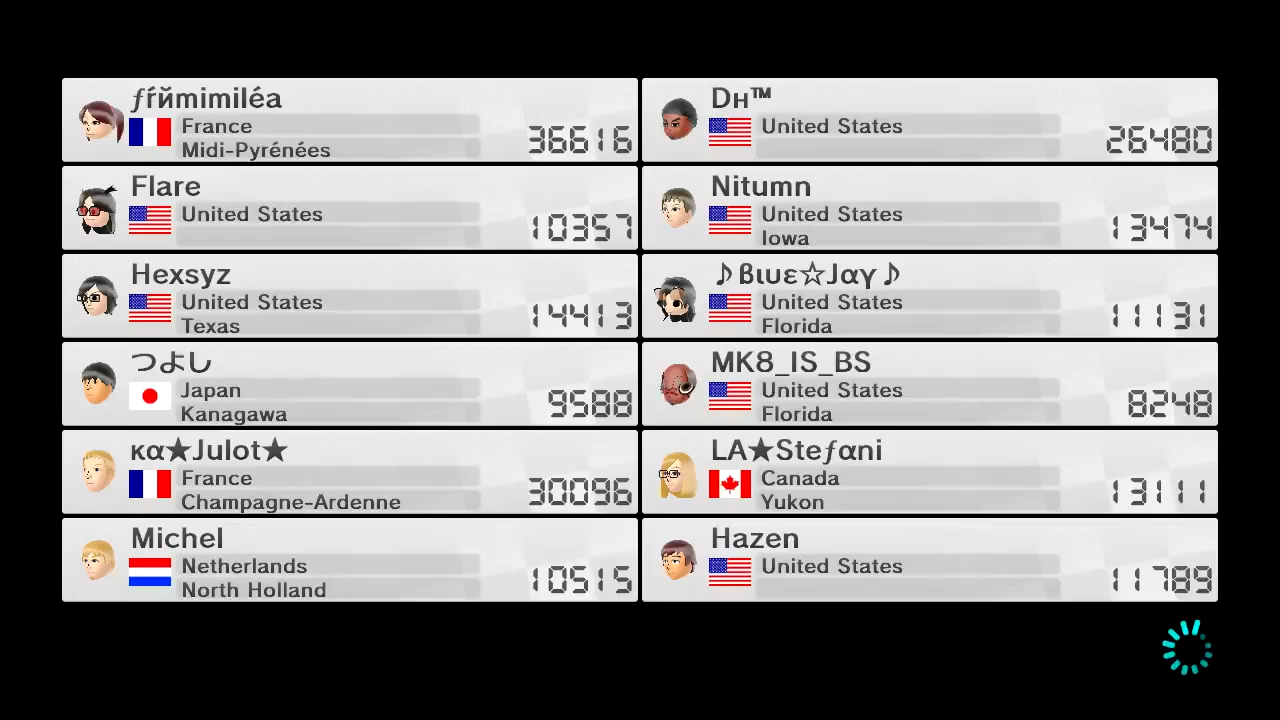 ƒŕйmimiléa
France
Midi-Pyrénées
36616
Dн™
United States
26480
Flare
United States
10357
Nitumn
United States
Iowa
13474
Hexsyz
United States
Texas
14413
♪βιυε☆Jαγ♪
United States
Florida
11131
つよし
Japan
Kanagawa
9588
MK8_IS_BS
United States
Florida
8248
κα★Julot★
France
Champagne-Ardenne
30096
LA★Steƒαni
Canada
Yukon
13111
Michel
Netherlands
North Holland
10515
Hazen
United States
11789